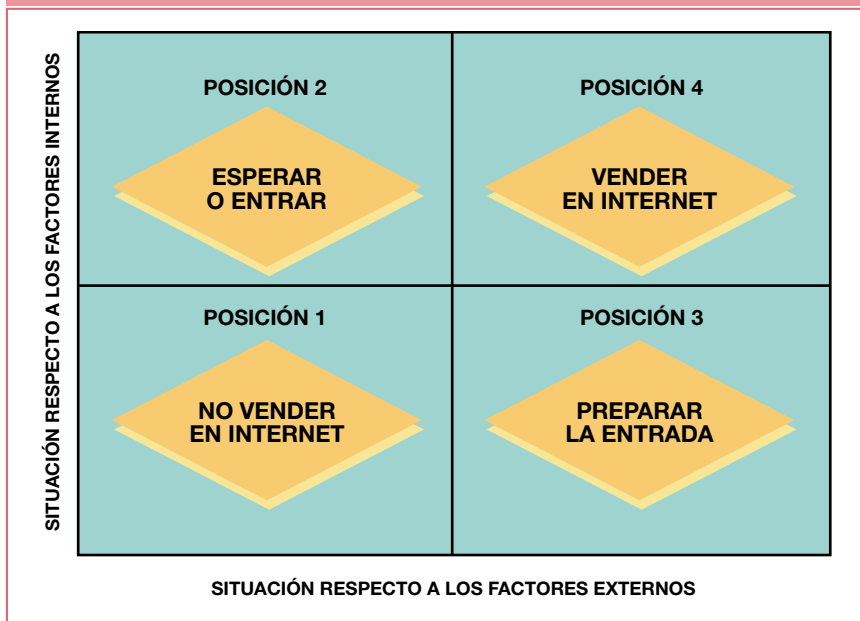 SITUACIÓN RESPECTO A LOS FACTORES INTERNOS
POSICIÓN 2
ESPERAR
O ENTRAR
POSICIÓN 4
VENDER
EN INTERNET
POSICIÓN 1
NO VENDER
EN INTERNET
POSICIÓN 3
PREPARAR
LA ENTRADA
SITUACIÓN RESPECTO A LOS FACTORES EXTERNOS